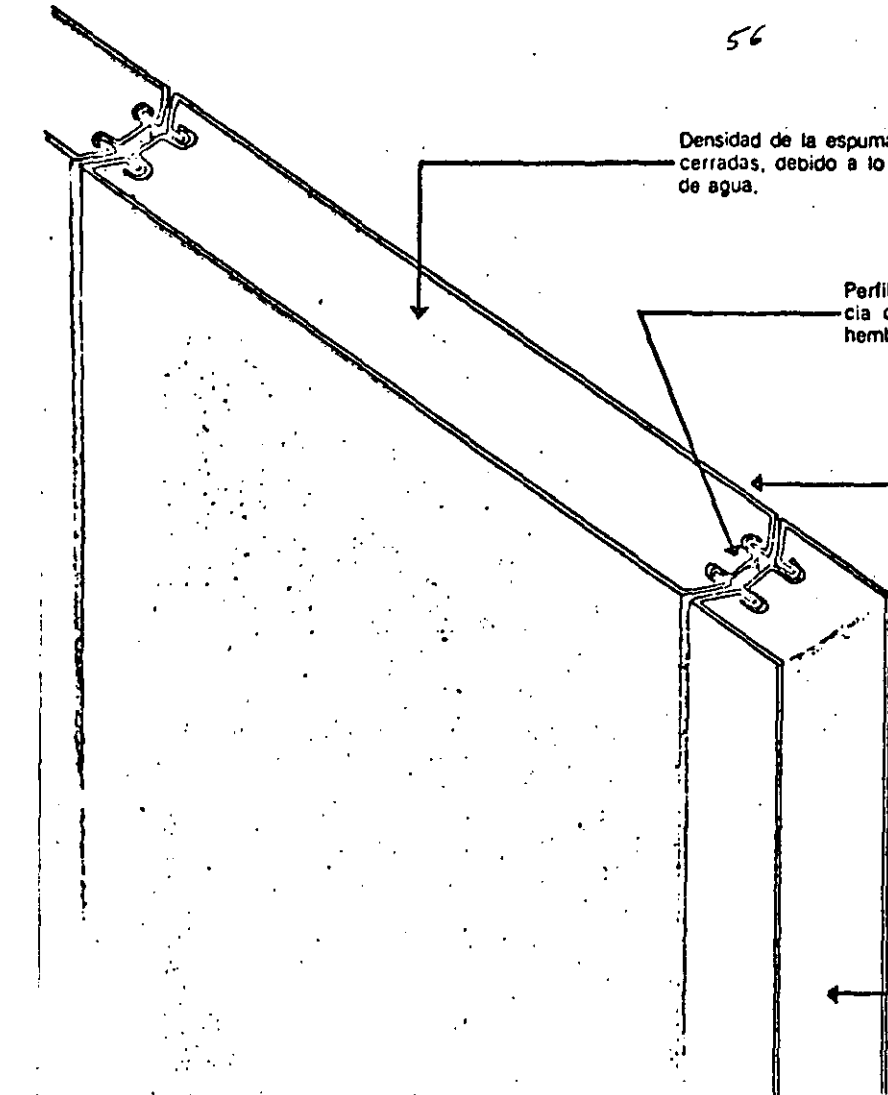 56
Densidad de la espuma
cerradas, debido a lo
de agua,
Perfil
cia d
hemb